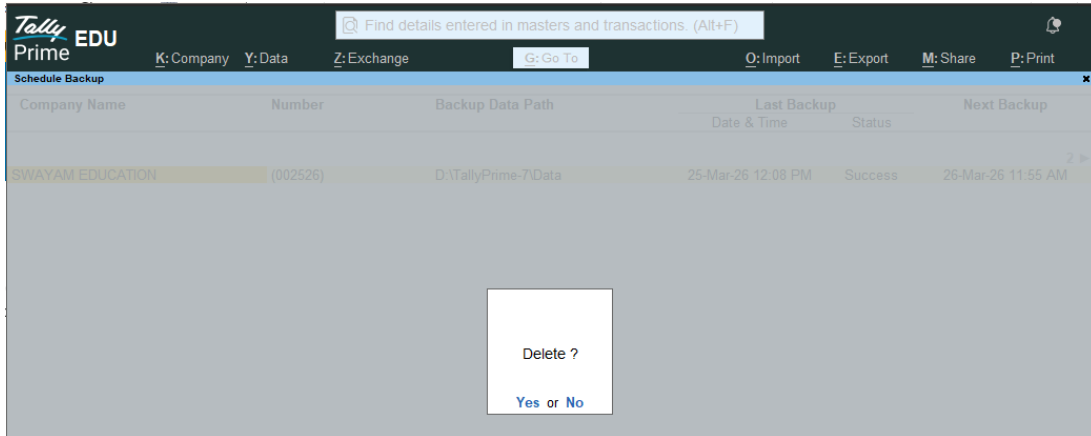 Tally EDU
Prime
Find details entered in masters and transactions. (Alt+F)
K: Company Y: Data Z: Exchange G: Go To O: Import E: Export M: Share P: Print
Schedule Backup
Company Name Number Backup Data Path Last Backup Next Backup
Date & Time Status
2
SWAYAM EDUCATION (002526) D:\TallyPrime-7\Data 25-Mar-26 12:08 PM Success 26-Mar-26 11:55 AM
Delete ?
Yes or No